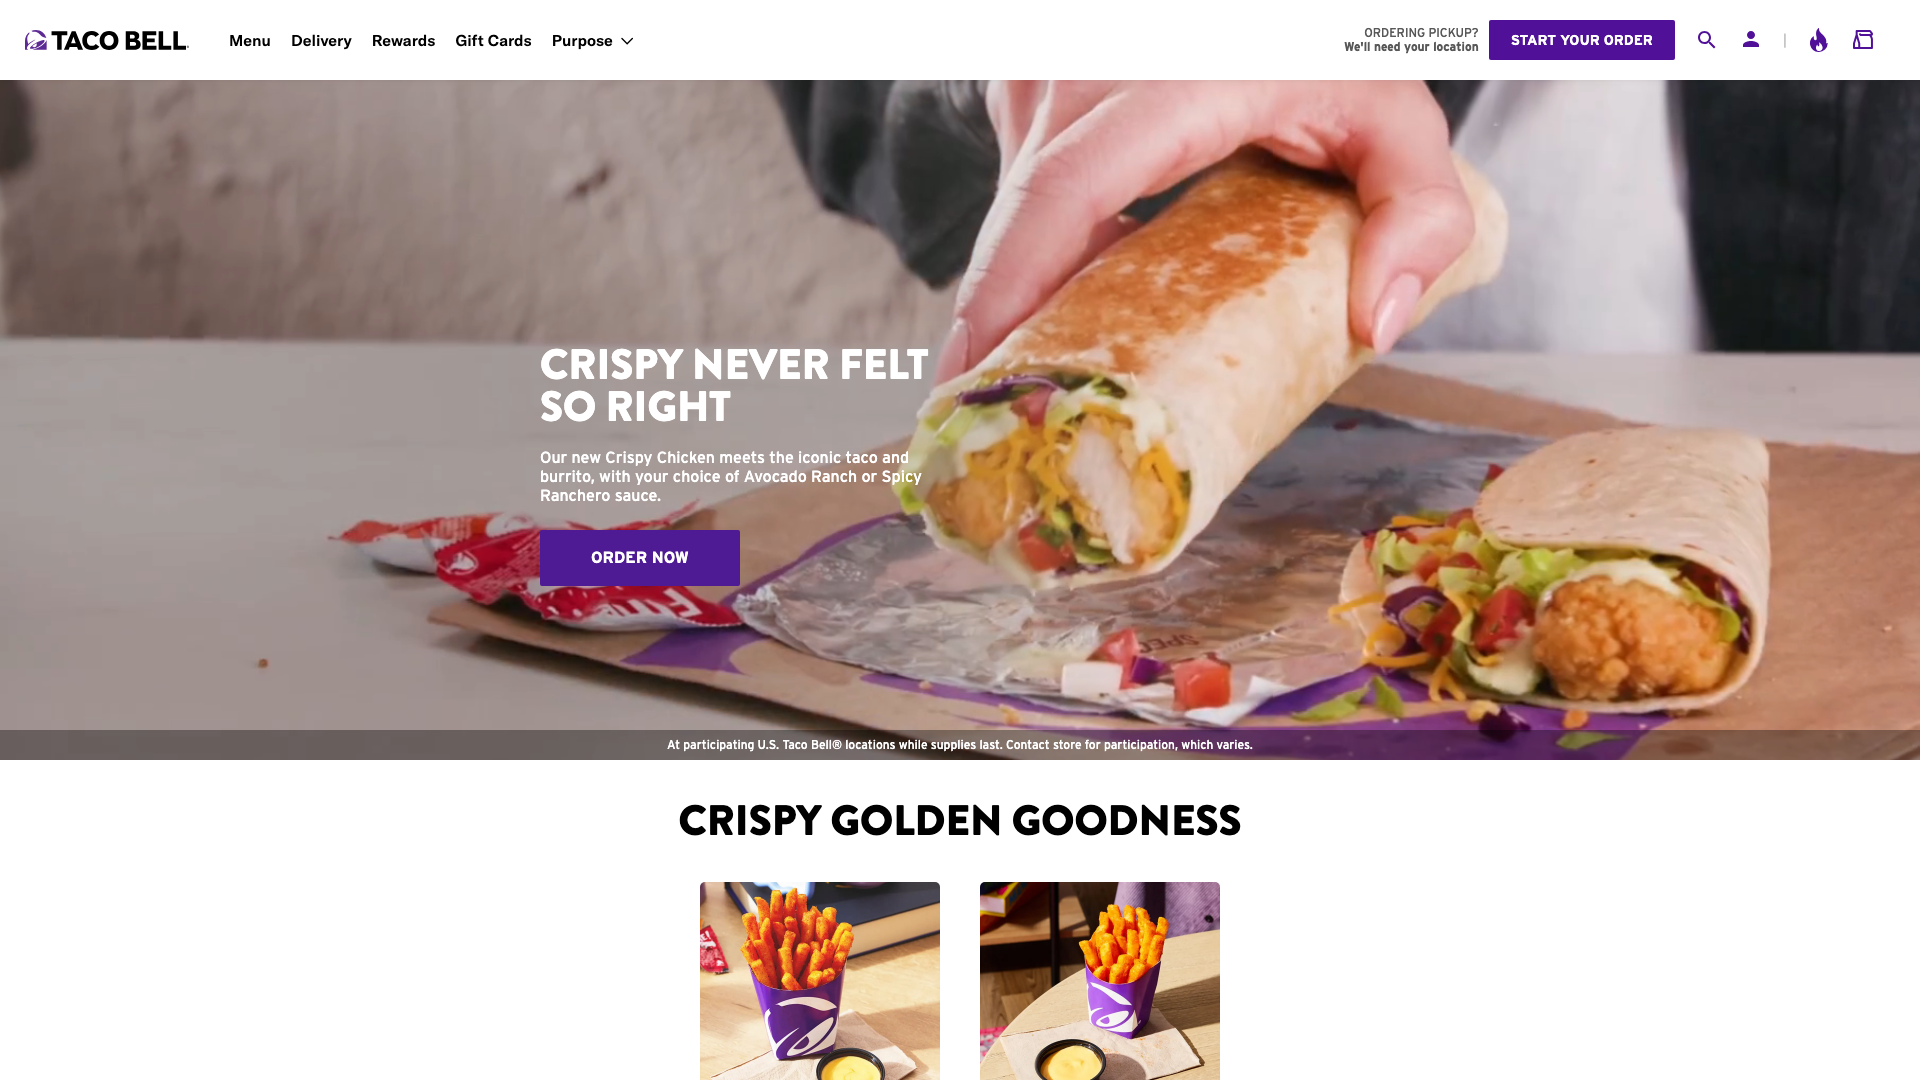 TACO BELL
Menu
Delivery
Rewards
Gift Cards
Purpose
ORDERING PICKUP?
We'll need your location
START YOUR ORDER
CRISPY NEVER FELT
SO RIGHT
Our new Crispy Chicken meets the iconic taco and
burrito, with your choice of Avocado Ranch or Spicy
Ranchero sauce.
ORDER NOW
At participating U.S. Taco Bell® locations while supplies last. Contact store for participation, which varies.
CRISPY GOLDEN GOODNESS